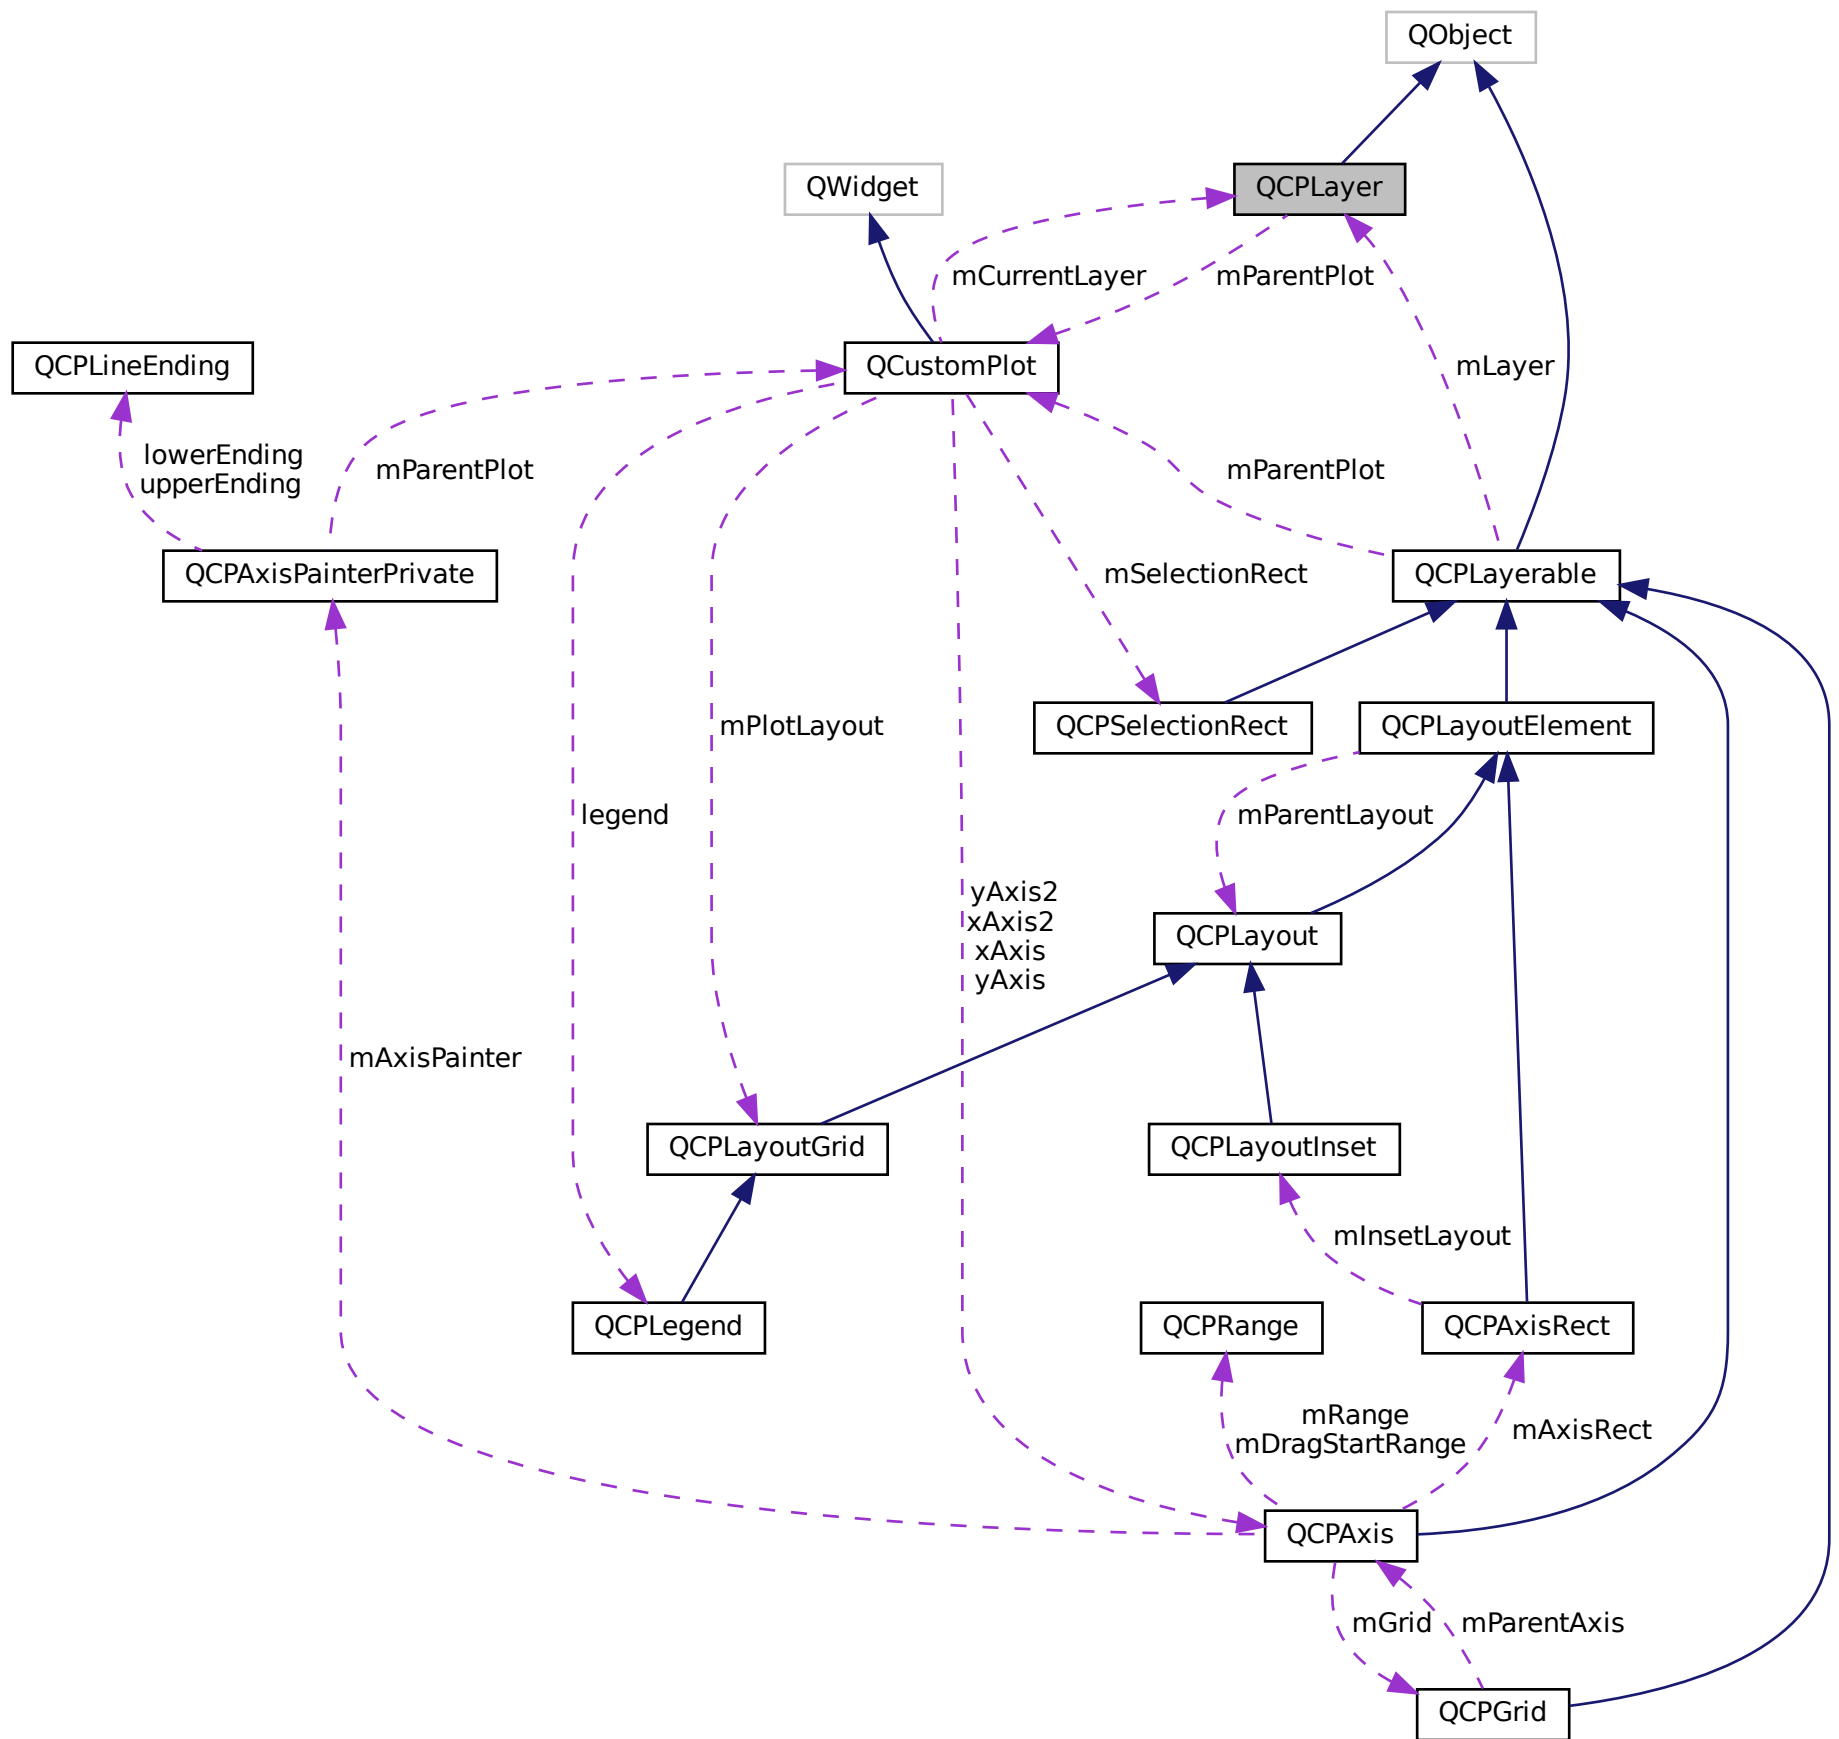 QObject
QWidget
QCPLayer
mCurrentLayer
mParentPlot
QCPLineEnding
QCustomPlot
mLayer
lowerEnding
upperEnding
mParentPlot
mParentPlot
QCPAxisPainterPrivate
mSelectionRect
QCPLayerable
mPlotLayout
QCPSelectionRect
QCPLayoutElement
legend
mParentLayout
yAxis2
xAxis2
xAxis
yAxis
QCPLayout
mAxisPainter
QCPLayoutGrid
QCPLayoutInset
mInsetLayout
QCPLegend
QCPRange
QCPAxisRect
mRange
mDragStartRange
mAxisRect
QCPAxis
mGrid
mParentAxis
QCPGrid